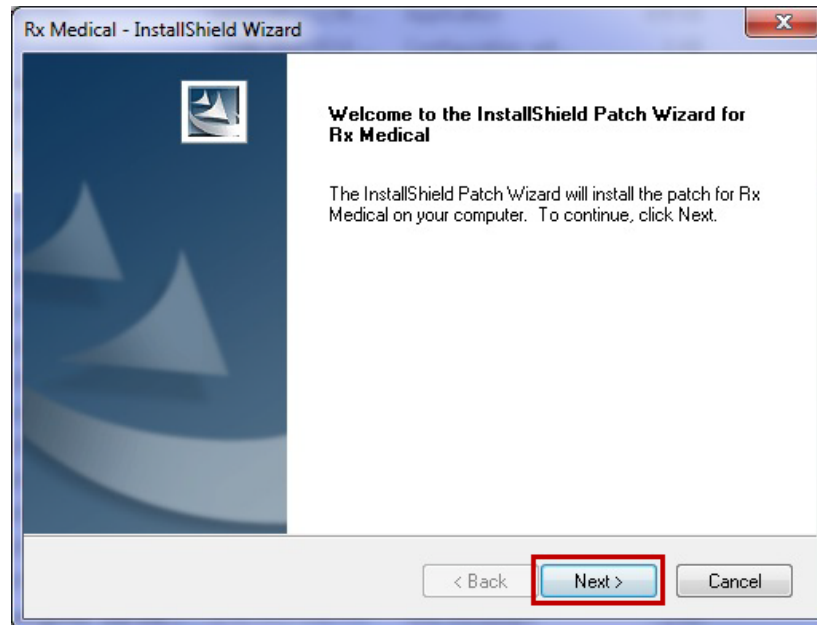 Rx Medical - InstallShield Wizard
Welcome to the InstallShield Patch Wizard for
Rx Medical
The InstallShield Patch Wizard will install the patch for Rx
Medical on your computer. To continue, click Next.
< Back
Next >
Cancel